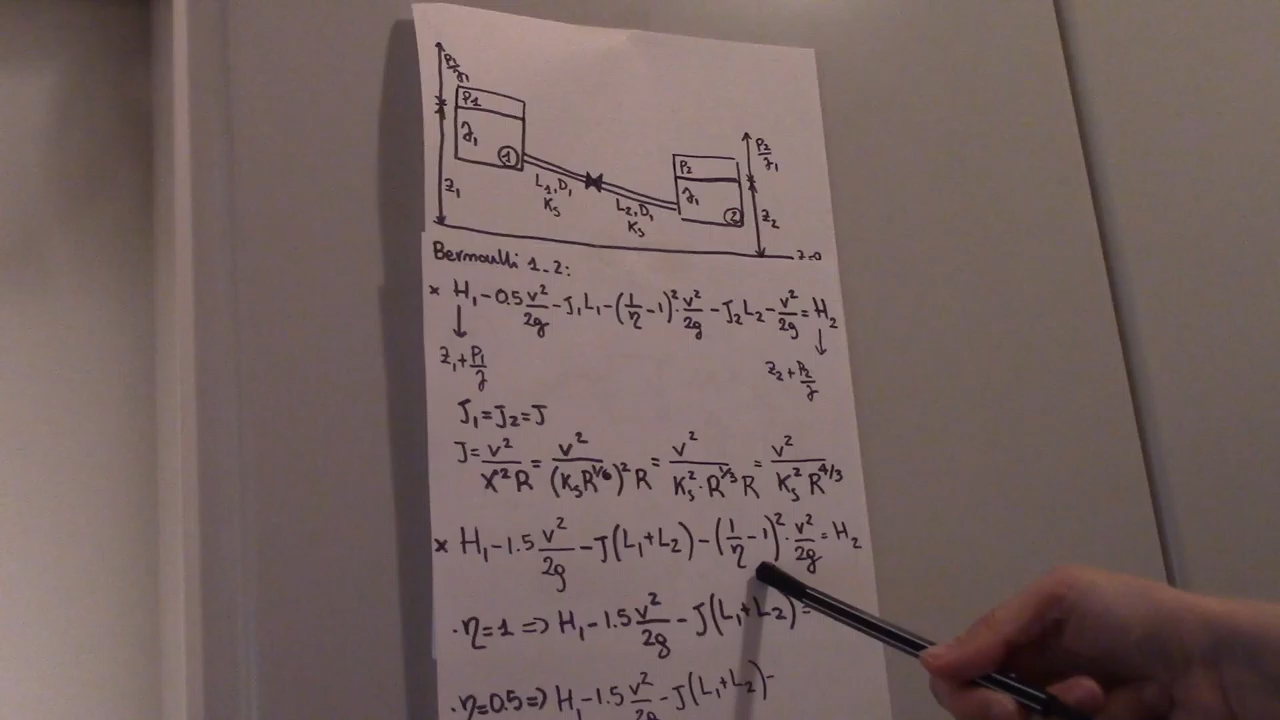 P1/γ1
P1
γ1
①
Z1
L1, D1
Ks
L2, D1
Ks
P2
γ1
②
P2/γ1
Z2
z=0
Bernoulli 1-2:
× H1 - 0.5 v²/2g - J1L1 - (1/η - 1)² · v²/2g - J2L2 - v²/2g = H2
↓ ↓
Z1 + P1/γ Z2 + P2/γ
J1 = J2 = J
J = v²/X²R = v²/(KsR^1/6)²R = v²/Ks²·R^1/3 R = v²/Ks² R^4/3
× H1 - 1.5 v²/2g - J(L1+L2) - (1/η - 1)² · v²/2g = H2
·η=1 => H1 - 1.5 v²/2g - J(L1+L2) =
·η=0.5 => H1 - 1.5 v²/2g - J(L1+L2) -